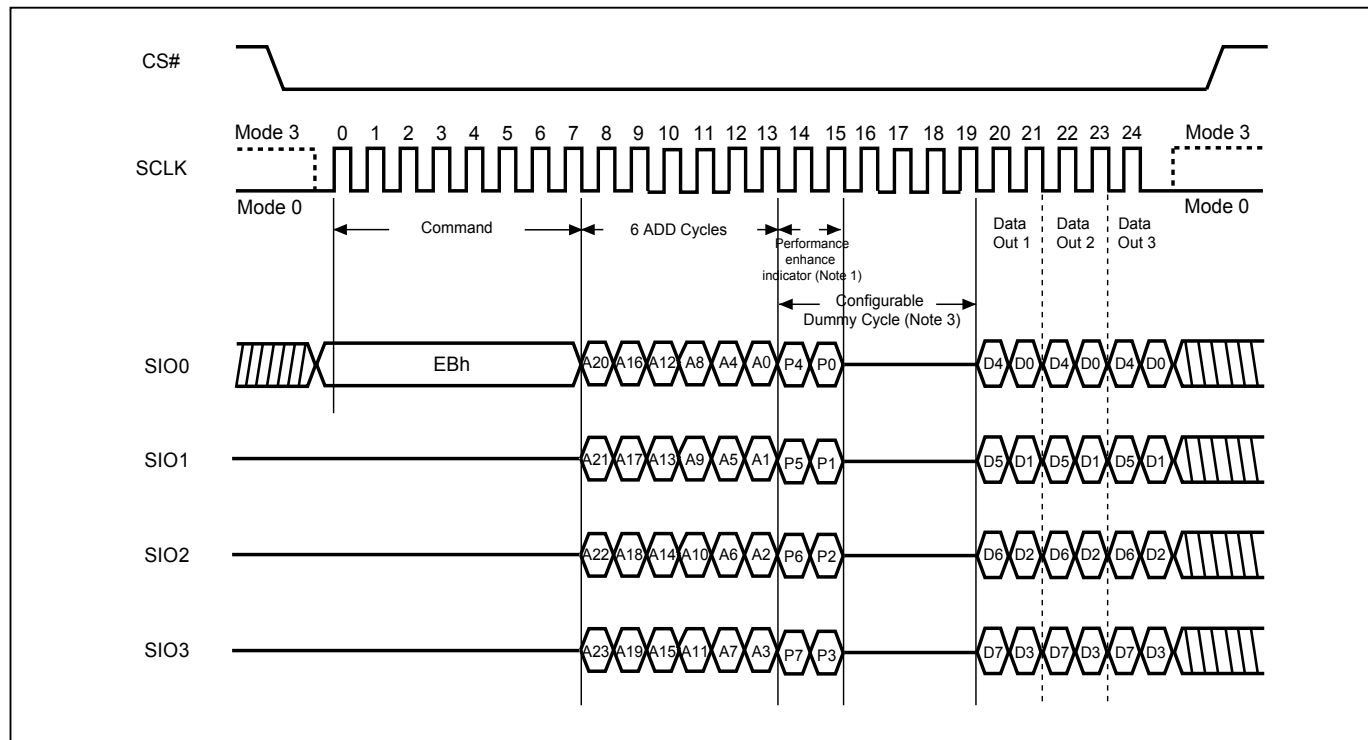 CS#
Mode 3 0 1 2 3 4 5 6 7 8 9 10 11 12 13 14 15 16 17 18 19 20 21 22 23 24 Mode 3
SCLK
Mode 0 Mode 0
Command 6 ADD Cycles Data Data Data
Out 1 Out 2 Out 3
Performance
enhance
indicator (Note 1)
Configurable
Dummy Cycle (Note 3)
SIO0 EBh A20 A16 A12 A8 A4 A0 P4 P0 D4 D0 D4 D0 D4 D0
SIO1 A21 A17 A13 A9 A5 A1 P5 P1 D5 D1 D5 D1 D5 D1
SIO2 A22 A18 A14 A10 A6 A2 P6 P2 D6 D2 D6 D2 D6 D2
SIO3 A23 A19 A15 A11 A7 A3 P7 P3 D7 D3 D7 D3 D7 D3